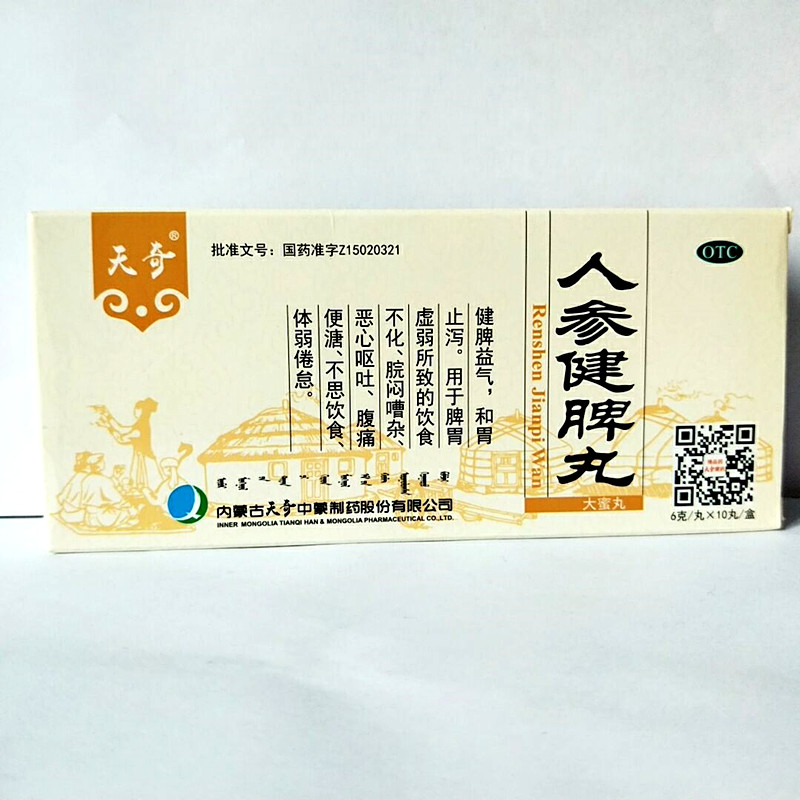 天奇®
批准文号：国药准字Z15020321
OTC
人参健脾丸
Renshen Jianpi Wan
大蜜丸
健脾益气，和胃
止泻。用于脾胃
虚弱所致的饮食
不化、脘闷嘈杂、
恶心呕吐、腹痛
便溏、不思饮食、
体弱倦怠。
内蒙古天奇中蒙制药股份有限公司
INNER MONGOLIA TIANQI HAN & MONGOLIA PHARMACEUTICAL CO.,LTD.
6克/丸×10丸/盒